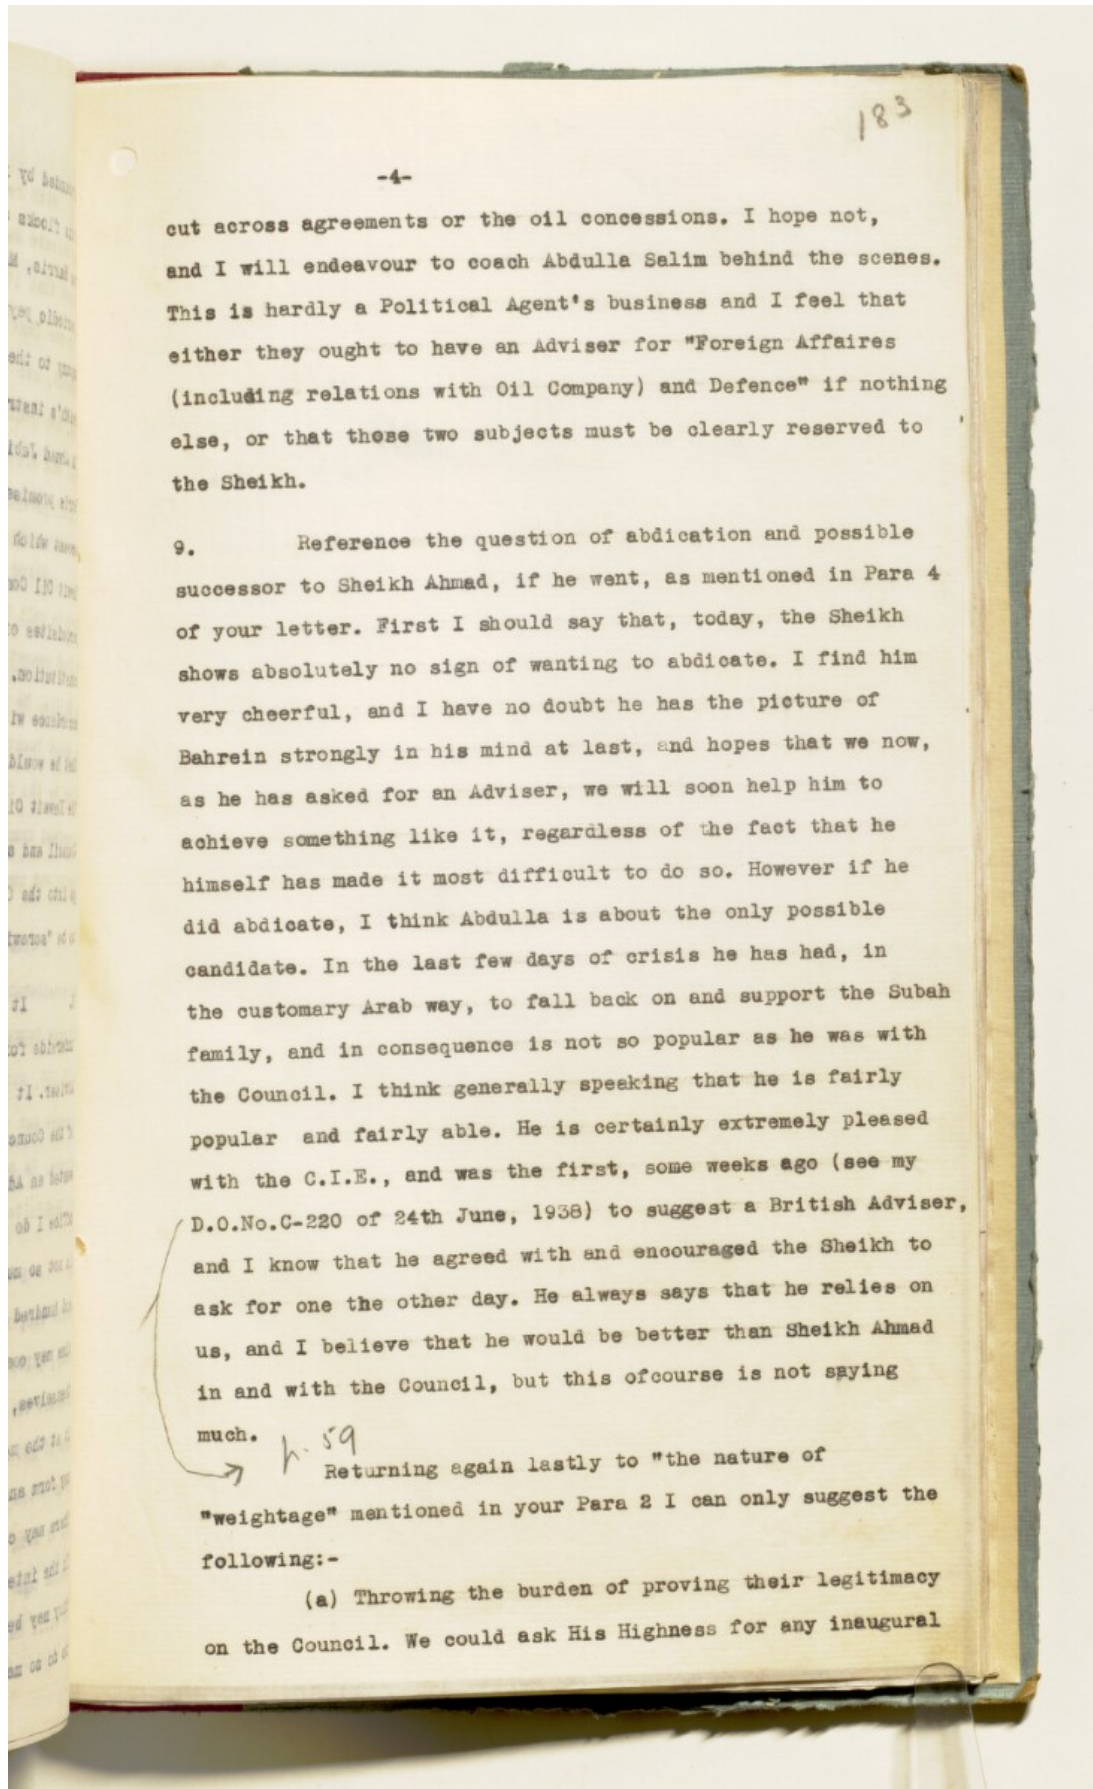 183
-4-
cut across agreements or the oil concessions. I hope not,
and I will endeavour to coach Abdulla Salim behind the scenes.
This is hardly a Political Agent's business and I feel that
either they ought to have an Adviser for "Foreign Affaires
(including relations with Oil Company) and Defence" if nothing
else, or that those two subjects must be clearly reserved to
the Sheikh.
9. Reference the question of abdication and possible
successor to Sheikh Ahmad, if he went, as mentioned in Para 4
of your letter. First I should say that, today, the Sheikh
shows absolutely no sign of wanting to abdicate. I find him
very cheerful, and I have no doubt he has the picture of
Bahrein strongly in his mind at last, and hopes that we now,
as he has asked for an Adviser, we will soon help him to
achieve something like it, regardless of the fact that he
himself has made it most difficult to do so. However if he
did abdicate, I think Abdulla is about the only possible
candidate. In the last few days of crisis he has had, in
the customary Arab way, to fall back on and support the Subah
family, and in consequence is not so popular as he was with
the Council. I think generally speaking that he is fairly
popular and fairly able. He is certainly extremely pleased
with the C.I.E., and was the first, some weeks ago (see my
D.O.No.C-220 of 24th June, 1938) to suggest a British Adviser,
and I know that he agreed with and encouraged the Sheikh to
ask for one the other day. He always says that he relies on
us, and I believe that he would be better than Sheikh Ahmad
in and with the Council, but this ofcourse is not saying
much.
p. 59
Returning again lastly to "the nature of
"weightage" mentioned in your Para 2 I can only suggest the
following:-
(a) Throwing the burden of proving their legitimacy
on the Council. We could ask His Highness for any inaugural